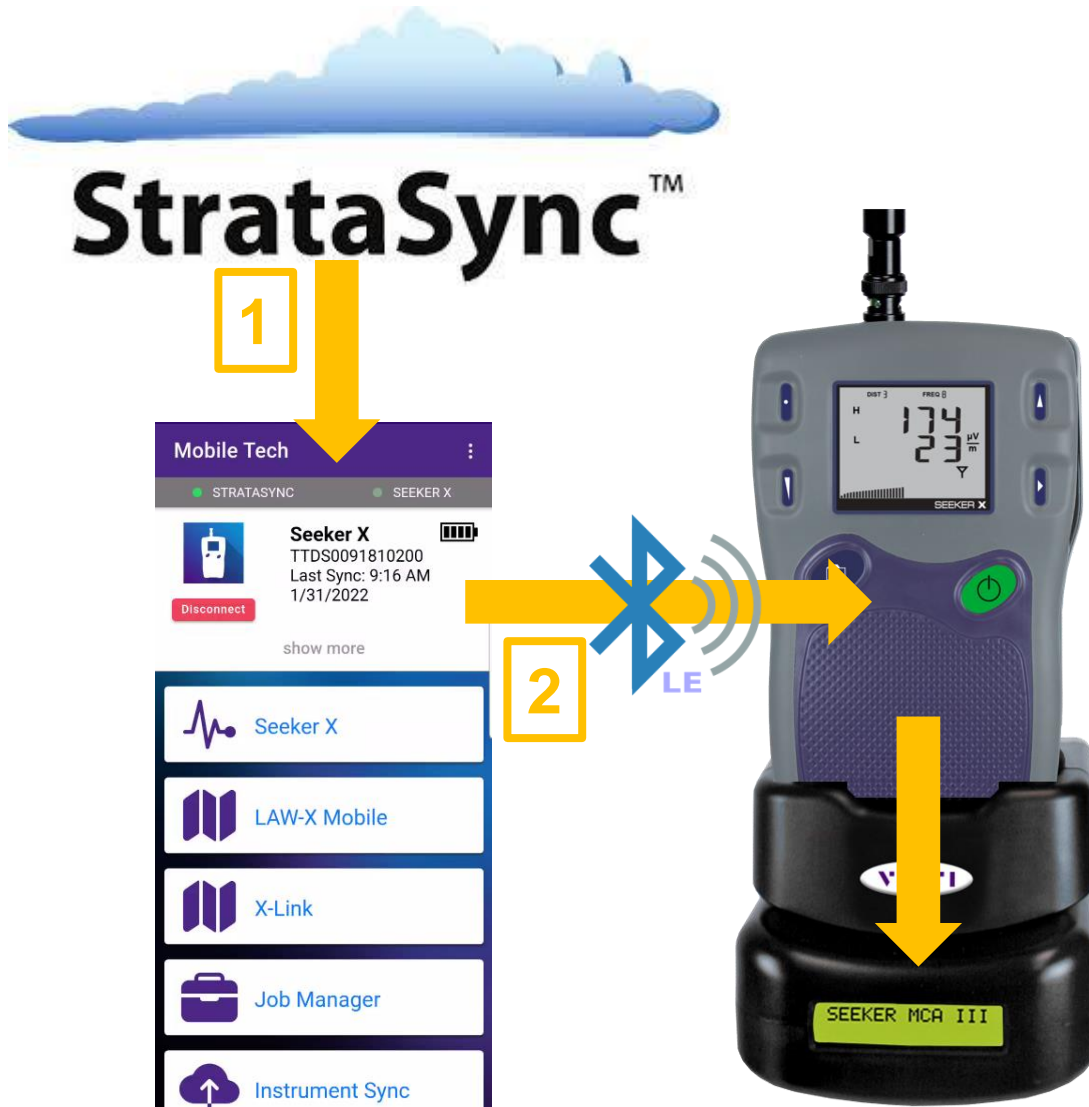 StrataSync™
1
Mobile Tech
STRATASYNC
SEEKER X
Seeker X
TTDS0091810200
Last Sync: 9:16 AM
1/31/2022
Disconnect
show more
2
LE
Seeker X
LAW-X Mobile
X-Link
Job Manager
Instrument Sync
DIST 3
FREQ 8
H 174
L 23 µV/m
SEEKER X
SEEKER MCA III